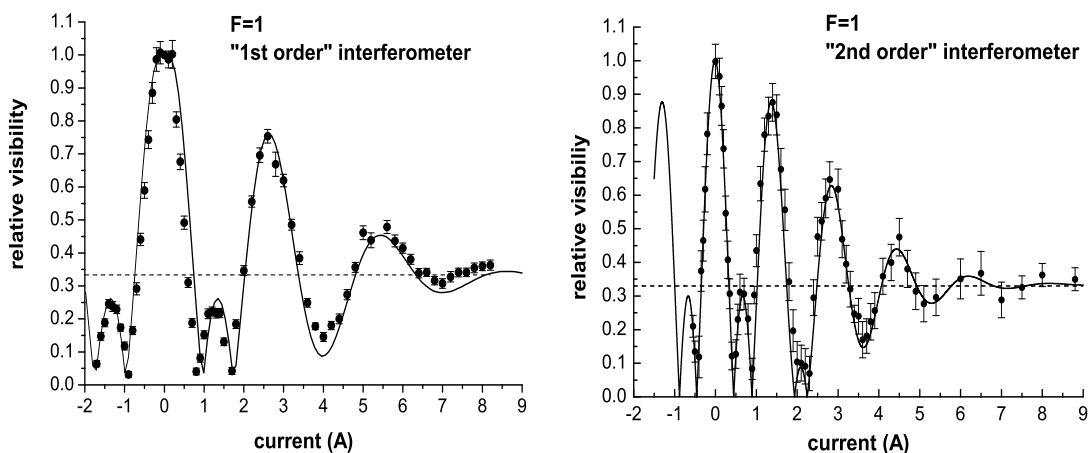 F=1
"1st order" interferometer
relative visibility
1.1
1.0
0.9
0.8
0.7
0.6
0.5
0.4
0.3
0.2
0.1
0.0
-2 -1 0 1 2 3 4 5 6 7 8 9
current (A)
F=1
"2nd order" interferometer
relative visibiliy
1.1
1.0
0.9
0.8
0.7
0.6
0.5
0.4
0.3
0.2
0.1
0.0
-2 -1 0 1 2 3 4 5 6 7 8 9
current (A)